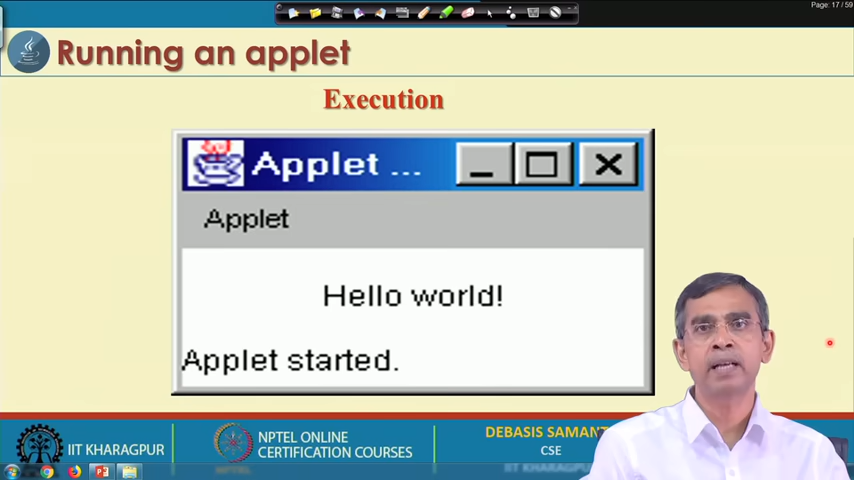 Page: 17 / 59
Running an applet
Execution
Applet ...
Applet
Hello world!
Applet started.
IIT KHARAGPUR
NPTEL ONLINE
CERTIFICATION COURSES
DEBASIS SAMANT
CSE